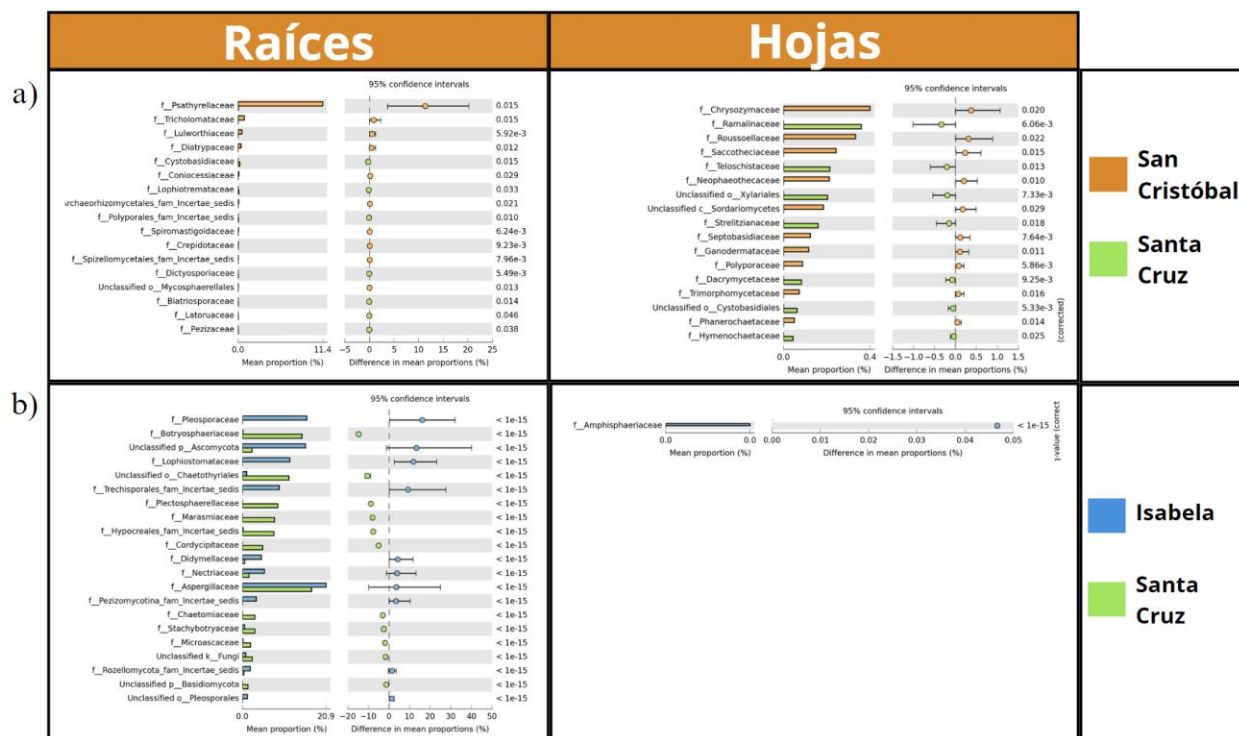 Raíces
Hojas
a)
95% confidence intervals
f__Psathyrellaceae 0.015
f__Tricholomataceae 0.015
f__Lulworthiaceae 5.92e-3
f__Diatrypaceae 0.012
f__Cystobasidiaceae 0.015
f__Coniocessiaceae 0.029
f__Lophiotremataceae 0.033
Archaeorhizomycetales_fam_Incertae_sedis 0.021
f__Polyporales_fam_Incertae_sedis 0.010
f__Spiromastigoidaceae 6.24e-3
f__Crepidotaceae 9.23e-3
f__Spizellomycetales_fam_Incertae_sedis 7.96e-3
f__Dictyosporiaceae 5.49e-3
Unclassified o__Mycosphaerellales 0.013
f__Biatriosporaceae 0.014
f__Latoruaceae 0.046
f__Pezizaceae 0.038
0.0 11.4 −5 0 5 10 15 20 25
Mean proportion (%) Difference in mean proportions (%)
95% confidence intervals
f__Chrysozymaceae 0.020
f__Ramalinaceae 6.06e-3
f__Roussoellaceae 0.022
f__Saccotheciaceae 0.015
f__Teloschistaceae 0.013
f__Neophaeothecaceae 0.010
Unclassified o__Xylariales 7.33e-3
Unclassified c__Sordariomycetes 0.029
f__Strelitzianaceae 0.018
f__Septobasidiaceae 7.64e-3
f__Ganodermataceae 0.011
f__Polyporaceae 5.86e-3
f__Dacrymycetaceae 9.25e-3
f__Trimorphomycetaceae 0.016
Unclassified o__Cystobasidiales 5.33e-3
f__Phanerochaetaceae 0.014
f__Hymenochaetaceae 0.025
(corrected)
0.0 0.4 −1.5 −1.0 −0.5 0.0 0.5 1.0 1.5
Mean proportion (%) Difference in mean proportions (%)
San
Cristóbal
Santa
Cruz
b)
95% confidence intervals
f__Pleosporaceae < 1e-15
f__Botryosphaeriaceae < 1e-15
Unclassified p__Ascomycota < 1e-15
f__Lophiostomataceae < 1e-15
Unclassified o__Chaetothyriales < 1e-15
f__Trechisporales_fam_Incertae_sedis < 1e-15
f__Plectosphaerellaceae < 1e-15
f__Marasmiaceae < 1e-15
f__Hypocreales_fam_Incertae_sedis < 1e-15
f__Cordycipitaceae < 1e-15
f__Didymellaceae < 1e-15
f__Nectriaceae < 1e-15
f__Aspergillaceae < 1e-15
f__Pezizomycotina_fam_Incertae_sedis < 1e-15
f__Chaetomiaceae < 1e-15
f__Stachybotryaceae < 1e-15
f__Microascaceae < 1e-15
Unclassified k__Fungi < 1e-15
f__Rozellomycota_fam_Incertae_sedis < 1e-15
Unclassified p__Basidiomycota < 1e-15
Unclassified o__Pleosporales < 1e-15
0.0 20.9 −20 −10 0 10 20 30 40 50
Mean proportion (%) Difference in mean proportions (%)
95% confidence intervals
f__Amphisphaeriaceae < 1e-15
0.0 0.0 0.00 0.01 0.02 0.03 0.04 0.05
Mean proportion (%) Difference in mean proportions (%)
-value (correct
Isabela
Santa
Cruz